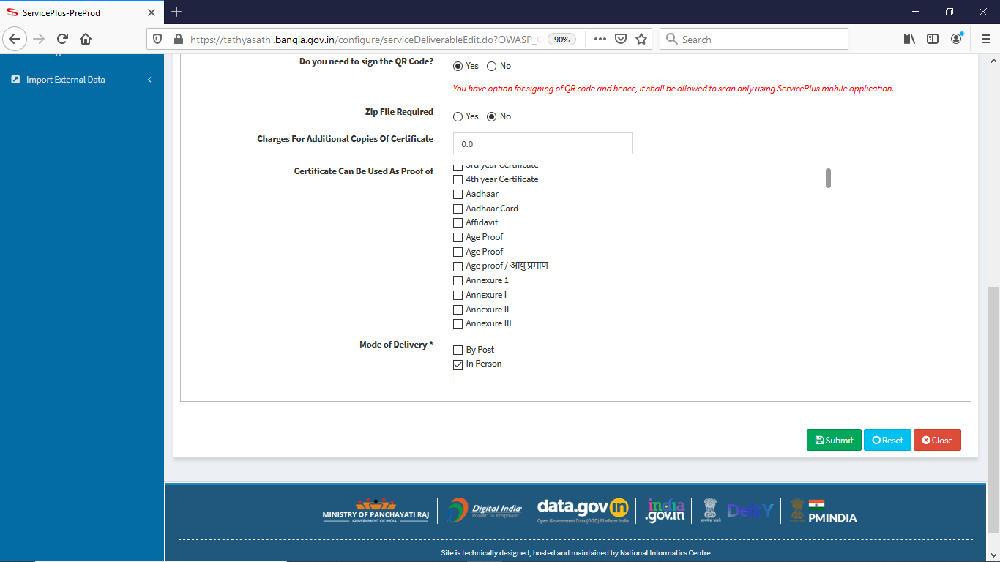 ServicePlus-PreProd
https://tathyasathi.bangla.gov.in/configure/serviceDeliverableEdit.do?OWASP_
90%
Search
Import External Data
Do you need to sign the QR Code?
Yes No
You have option for signing of QR code and hence, it shall be allowed to scan only using ServicePlus mobile application.
Zip File Required
Yes No
Charges For Additional Copies Of Certificate
0.0
Certificate Can Be Used As Proof of
3rd year Certificate
4th year Certificate
Aadhaar
Aadhaar Card
Affidavit
Age Proof
Age Proof
Age proof / आयु प्रमाण
Annexure 1
Annexure I
Annexure II
Annexure III
Mode of Delivery *
By Post
In Person
Submit Reset Close
MINISTRY OF PANCHAYATI RAJ
GOVERNMENT OF INDIA
Digital India
Power To Empower
data.gov in
Open Government Data (OGD) Platform India
india
.gov.in
सत्यमेव जयते
DeitY
PMINDIA
Site is technically designed, hosted and maintained by National Informatics Centre